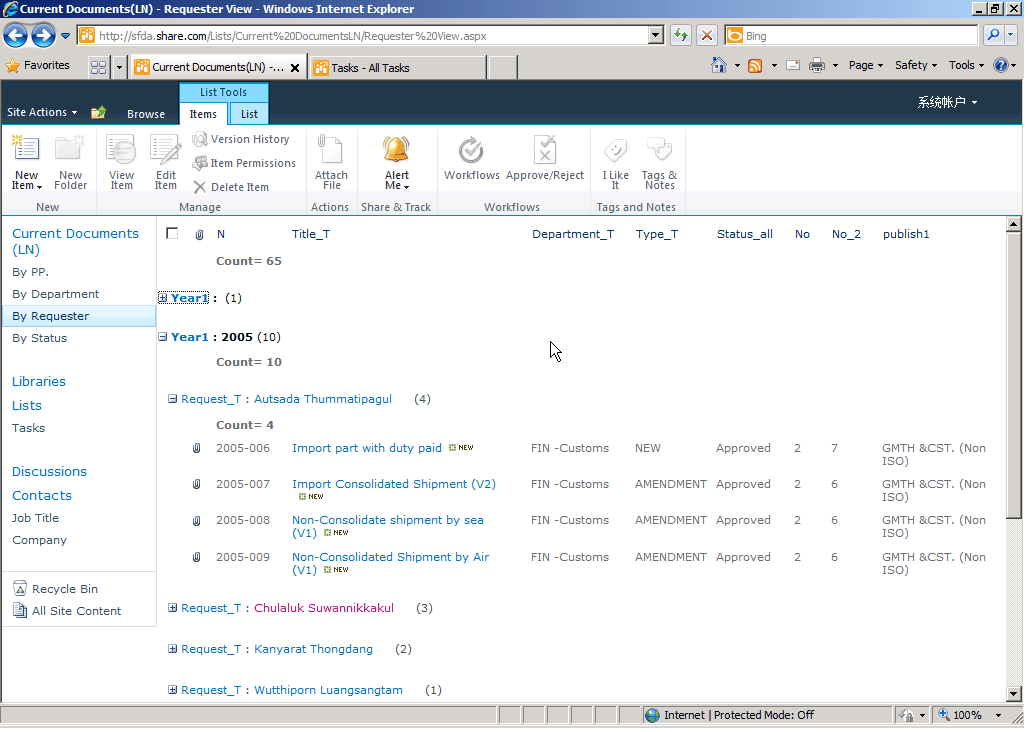 Current Documents(LN) - Requester View - Windows Internet Explorer
http://sfda.share.com/Lists/Current%20DocumentsLN/Requester%20View.aspx
Bing
Favorites
Current Documents(LN) -...
Tasks - All Tasks
Page
Safety
Tools
List Tools
Site Actions
Browse
Items
List
系统帐户
New Item
New Folder
View Item
Edit Item
Version History
Item Permissions
Delete Item
Attach File
Alert Me
Workflows
Approve/Reject
I Like It
Tags & Notes
New
Manage
Actions
Share & Track
Workflows
Tags and Notes
Current Documents (LN)
By PP.
By Department
By Requester
By Status
Libraries
Lists
Tasks
Discussions
Contacts
Job Title
Company
Recycle Bin
All Site Content
N Title_T Department_T Type_T Status_all No No_2 publish1
Count= 65
Year1 : (1)
Year1 : 2005 (10)
Count= 10
Request_T : Autsada Thummatipagul (4)
Count= 4
2005-006 Import part with duty paid NEW FIN -Customs NEW Approved 2 7 GMTH &CST. (Non ISO)
2005-007 Import Consolidated Shipment (V2) NEW FIN -Customs AMENDMENT Approved 2 6 GMTH &CST. (Non ISO)
2005-008 Non-Consolidate shipment by sea (V1) NEW FIN -Customs AMENDMENT Approved 2 6 GMTH &CST. (Non ISO)
2005-009 Non-Consolidated Shipment by Air (V1) NEW FIN -Customs AMENDMENT Approved 2 6 GMTH &CST. (Non ISO)
Request_T : Chulaluk Suwannikkakul (3)
Request_T : Kanyarat Thongdang (2)
Request_T : Wutthiporn Luangsangtam (1)
Internet | Protected Mode: Off
100%